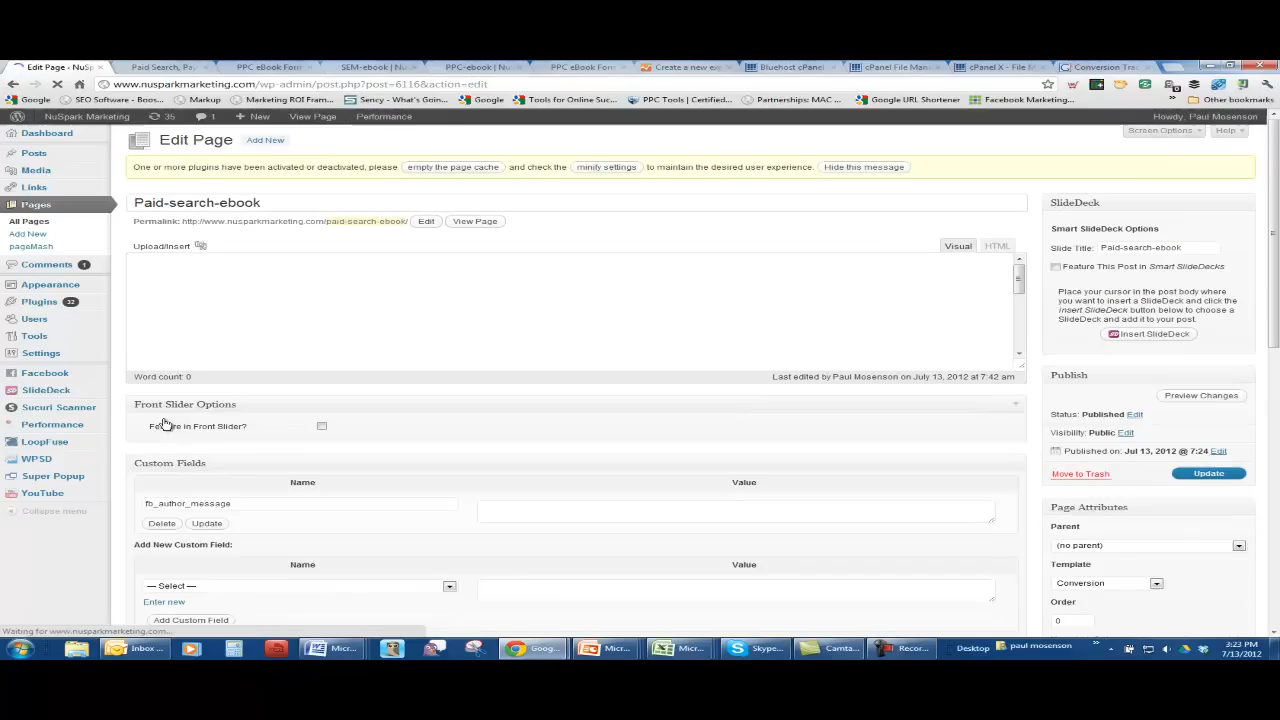 Edit Page - NuSp
Paid Search, Pa
PPC eBook Form
SEM-ebook | Nu
PPC-ebook | Nu
PPC eBook Form
Create a new exp
Bluehost cPanel
cPanel File Man
cPanel X - File M
Conversion Tra
www.nusparkmarketing.com/wp-admin/post.php?post=6116&action=edit
Google
SEO Software - Boos...
Markup
Marketing ROI Fram...
Sency - What's Goin...
Google
Tools for Online Suc...
PPC Tools | Certified...
Partnerships: MAC ...
Google URL Shortener
Facebook Marketing...
Other bookmarks
NuSpark Marketing
35
1
+ New
View Page
Performance
Howdy, Paul Mosenson
Dashboard
Edit Page
Add New
Screen Options
Help
Posts
One or more plugins have been activated or deactivated, please empty the page cache and check the minify settings to maintain the desired user experience. Hide this message
Media
Links
Pages
Paid-search-ebook
SlideDeck
All Pages
Permalink: http://www.nusparkmarketing.com/paid-search-ebook/ Edit View Page
Smart SlideDeck Options
Add New
pageMash
Upload/Insert
Visual
HTML
Slide Title: Paid-search-ebook
Comments 1
Feature This Post in Smart SlideDecks
Appearance
Place your cursor in the post body where
you want to insert a SlideDeck and click the
Insert SlideDeck button below to choose a
SlideDeck and add it to your post.
Plugins 32
Users
Tools
Insert SlideDeck
Settings
Facebook
Word count: 0
Last edited by Paul Mosenson on July 13, 2012 at 7:42 am
Publish
SlideDeck
Front Slider Options
Preview Changes
Sucuri Scanner
Status: Published Edit
Performance
in Front Slider?
Visibility: Public Edit
LoopFuse
Published on: Jul 13, 2012 @ 7:24 Edit
WPSD
Custom Fields
Super Popup
Name
Value
Move to Trash
Update
YouTube
fb_author_message
Collapse menu
Delete
Update
Page Attributes
Parent
Add New Custom Field:
(no parent)
Name
Value
Template
— Select —
Conversion
Enter new
Order
Add Custom Field
0
Waiting for www.nusparkmarketing.com...
Inbox ...
Micr...
Goog...
Micr...
Micr...
Skype...
Camta...
Recor...
Desktop
paul mosenson
3:23 PM
7/13/2012